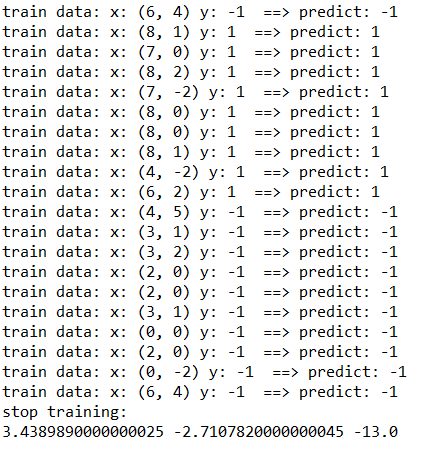 train data: x: (6, 4) y: -1  ==> predict: -1
train data: x: (8, 1) y: 1  ==> predict: 1
train data: x: (7, 0) y: 1  ==> predict: 1
train data: x: (8, 2) y: 1  ==> predict: 1
train data: x: (7, -2) y: 1  ==> predict: 1
train data: x: (8, 0) y: 1  ==> predict: 1
train data: x: (8, 0) y: 1  ==> predict: 1
train data: x: (8, 1) y: 1  ==> predict: 1
train data: x: (4, -2) y: 1  ==> predict: 1
train data: x: (6, 2) y: 1  ==> predict: 1
train data: x: (4, 5) y: -1  ==> predict: -1
train data: x: (3, 1) y: -1  ==> predict: -1
train data: x: (3, 2) y: -1  ==> predict: -1
train data: x: (2, 0) y: -1  ==> predict: -1
train data: x: (2, 0) y: -1  ==> predict: -1
train data: x: (3, 1) y: -1  ==> predict: -1
train data: x: (0, 0) y: -1  ==> predict: -1
train data: x: (2, 0) y: -1  ==> predict: -1
train data: x: (0, -2) y: -1  ==> predict: -1
train data: x: (6, 4) y: -1  ==> predict: -1
stop training:
3.4389890000000025 -2.7107820000000045 -13.0